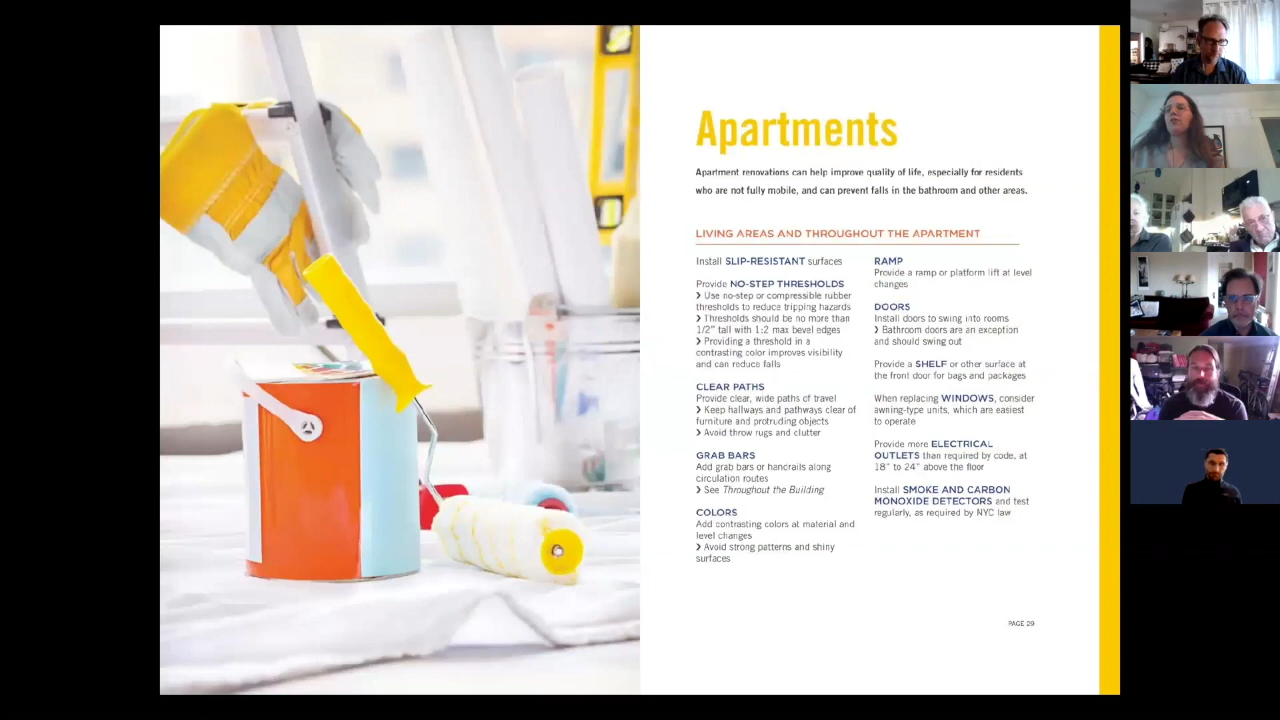 Apartments
Apartment renovations can help improve quality of life, especially for residents
who are not fully mobile, and can prevent falls in the bathroom and other areas.
LIVING AREAS AND THROUGHOUT THE APARTMENT
Install SLIP-RESISTANT surfaces
Provide NO-STEP THRESHOLDS
❯ Use no-step or compressible rubber
thresholds to reduce tripping hazards
❯ Thresholds should be no more than
1/2" tall with 1:2 max bevel edges
❯ Providing a threshold in a
contrasting color improves visibility
and can reduce falls
CLEAR PATHS
Provide clear, wide paths of travel
❯ Keep hallways and pathways clear of
furniture and protruding objects
❯ Avoid throw rugs and clutter
GRAB BARS
Add grab bars or handrails along
circulation routes
❯ See Throughout the Building
COLORS
Add contrasting colors at material and
level changes
❯ Avoid strong patterns and shiny
surfaces
RAMP
Provide a ramp or platform lift at level
changes
DOORS
Install doors to swing into rooms
❯ Bathroom doors are an exception
and should swing out
Provide a SHELF or other surface at
the front door for bags and packages
When replacing WINDOWS, consider
awning-type units, which are easiest
to operate
Provide more ELECTRICAL
OUTLETS than required by code, at
18" to 24" above the floor
Install SMOKE AND CARBON
MONOXIDE DETECTORS and test
regularly, as required by NYC law
PAGE 29